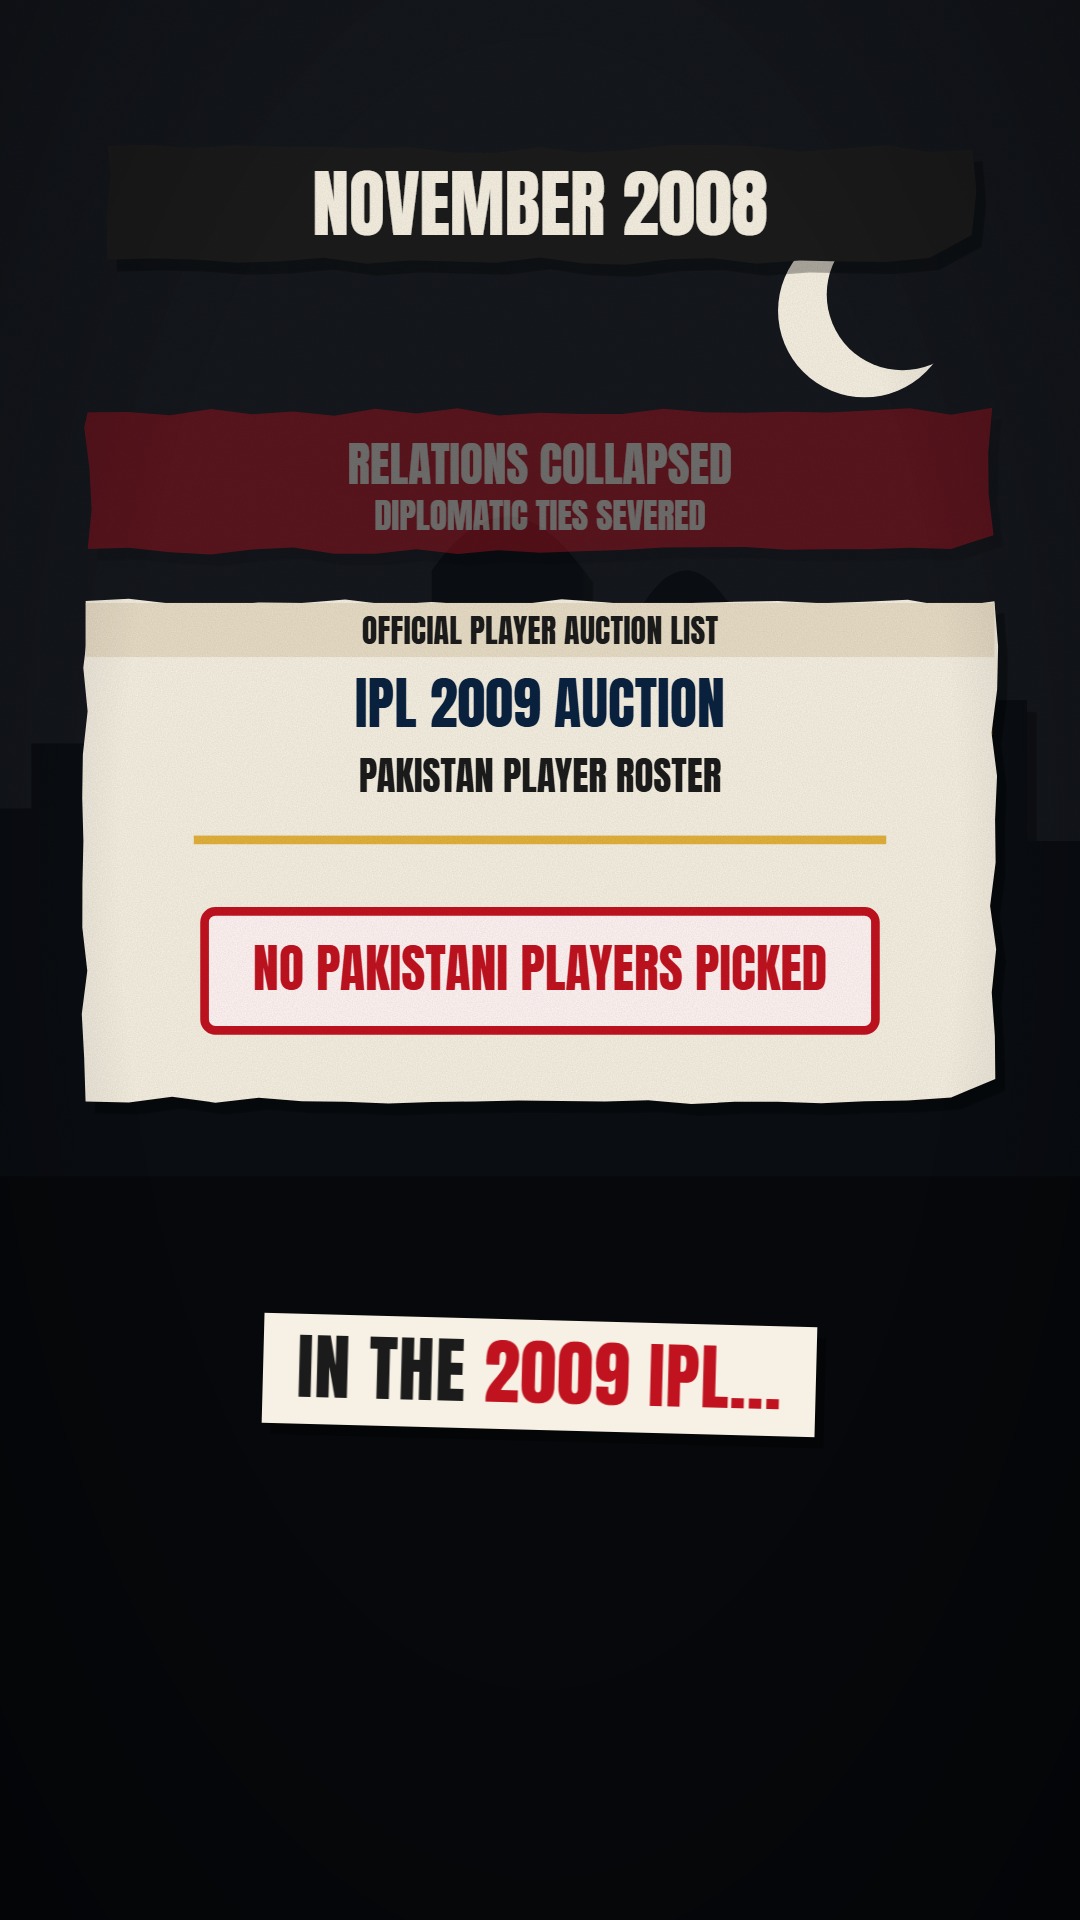 NOVEMBER 2008
RELATIONS COLLAPSED
DIPLOMATIC TIES SEVERED
OFFICIAL PLAYER AUCTION LIST
IPL 2009 AUCTION
PAKISTAN PLAYER ROSTER
NO PAKISTANI PLAYERS PICKED
IN THE 2009 IPL...